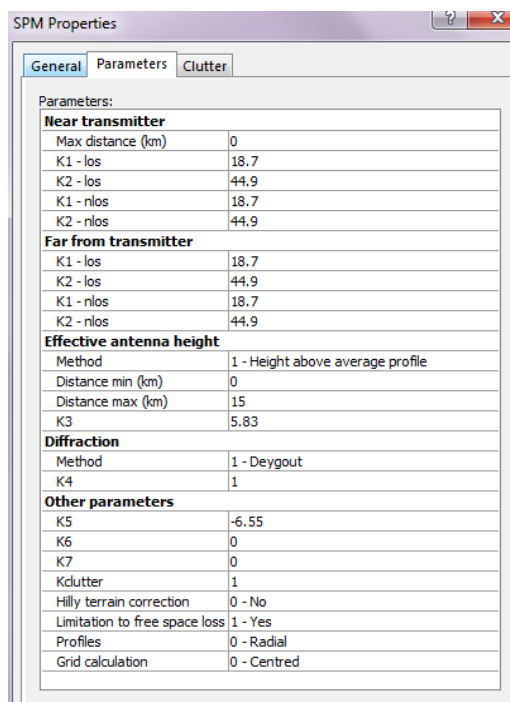 SPM Properties
General Parameters Clutter
Parameters:
Near transmitter
Max distance (km) 0
K1 - los 18.7
K2 - los 44.9
K1 - nlos 18.7
K2 - nlos 44.9
Far from transmitter
K1 - los 18.7
K2 - los 44.9
K1 - nlos 18.7
K2 - nlos 44.9
Effective antenna height
Method 1 - Height above average profile
Distance min (km) 0
Distance max (km) 15
K3 5.83
Diffraction
Method 1 - Deygout
K4 1
Other parameters
K5 -6.55
K6 0
K7 0
Kclutter 1
Hilly terrain correction 0 - No
Limitation to free space loss 1 - Yes
Profiles 0 - Radial
Grid calculation 0 - Centred